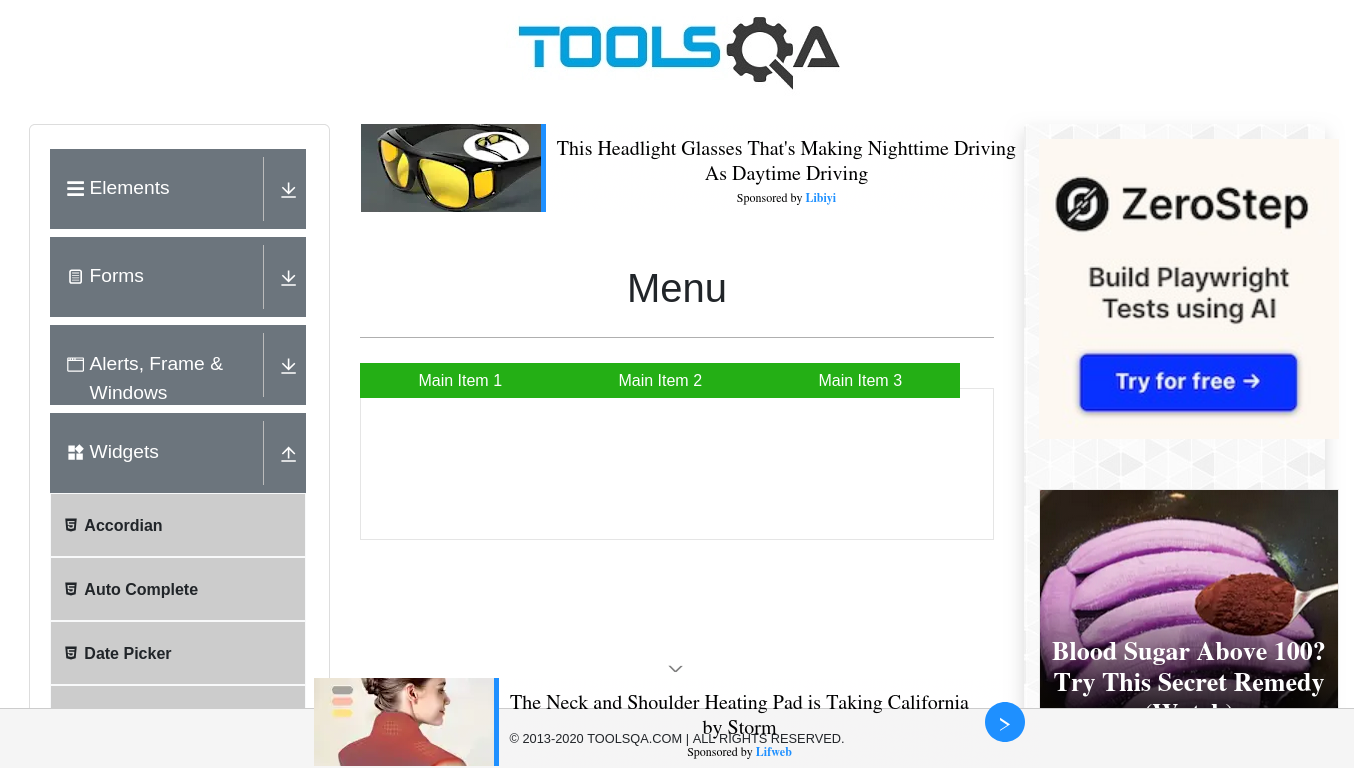 TOOLSQA
Elements
Forms
Alerts, Frame &
Windows
Widgets
Accordian
Auto Complete
Date Picker
This Headlight Glasses That's Making Nighttime Driving
As Daytime Driving
Sponsored by Libiyi
Menu
Main Item 1
Main Item 2
Main Item 3
ZeroStep
Build Playwright
Tests using AI
Try for free →
Blood Sugar Above 100?
Try This Secret Remedy
The Neck and Shoulder Heating Pad is Taking California
by Storm
© 2013-2020 TOOLSQA.COM | ALL RIGHTS RESERVED.
Sponsored by Lifweb